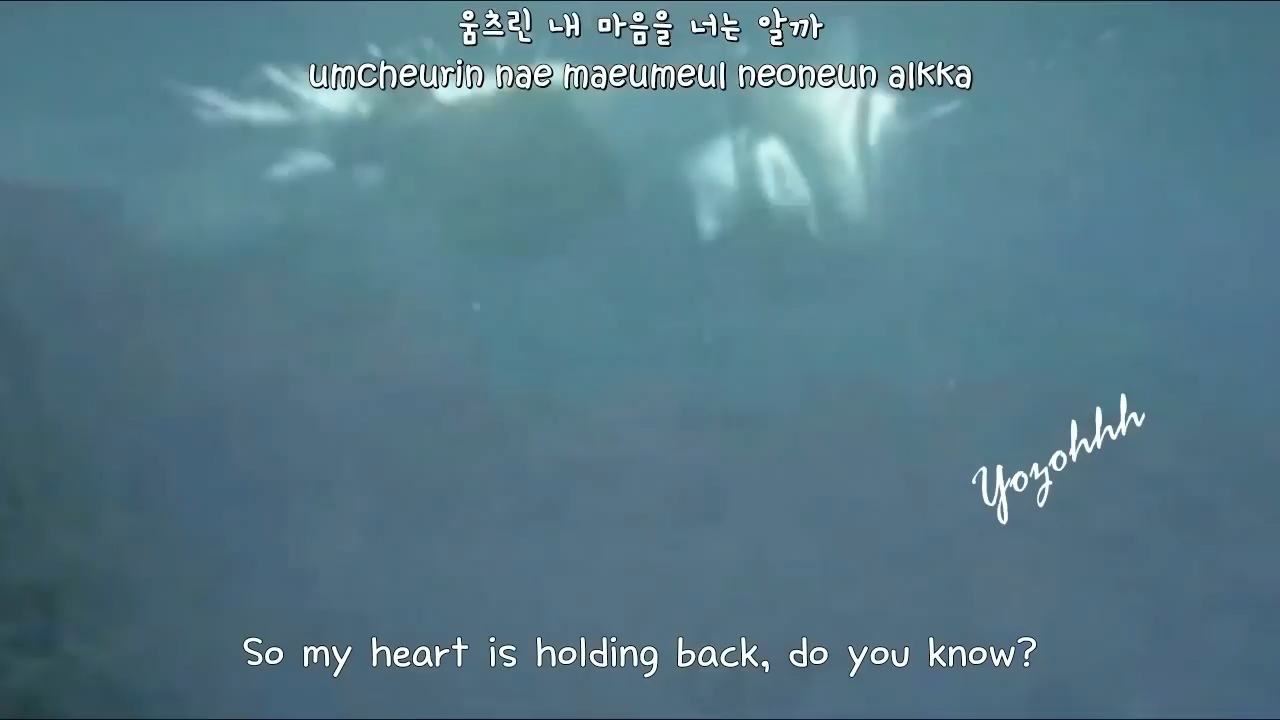 움츠린 내 마음을 너는 알까
umcheurin nae maeumeul neoneun alkka
Yozohhh
So my heart is holding back, do you know?